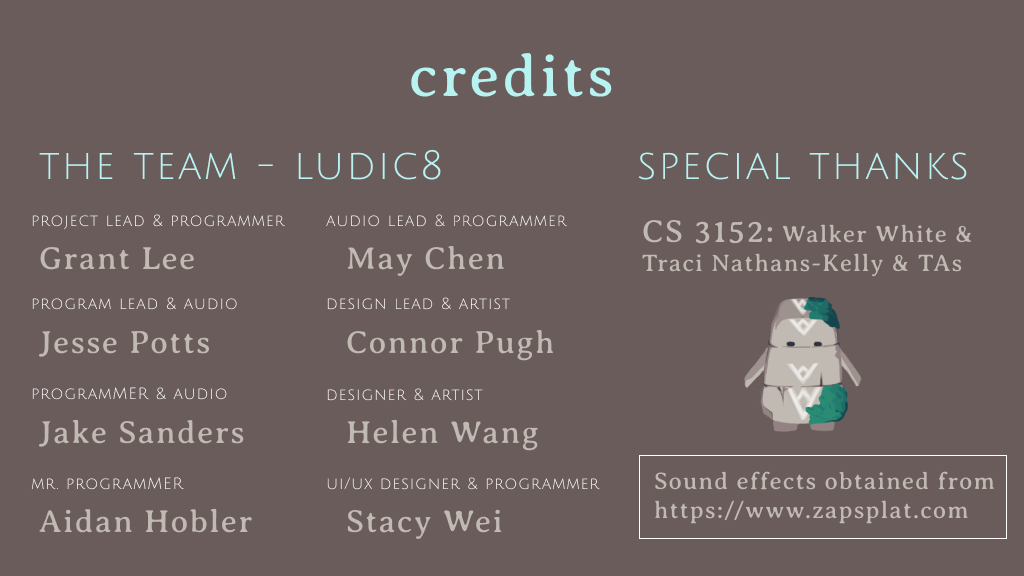 credits
THE TEAM - LUDIC8
PROJECT LEAD & PROGRAMMER
Grant Lee
PROGRAM LEAD & AUDIO
Jesse Potts
PROGRAMMER & AUDIO
Jake Sanders
MR. PROGRAMMER
Aidan Hobler
AUDIO LEAD & PROGRAMMER
May Chen
DESIGN LEAD & ARTIST
Connor Pugh
DESIGNER & ARTIST
Helen Wang
UI/UX DESIGNER & PROGRAMMER
Stacy Wei
SPECIAL THANKS
CS 3152: Walker White &
Traci Nathans-Kelly & TAs
Sound effects obtained from
https://www.zapsplat.com